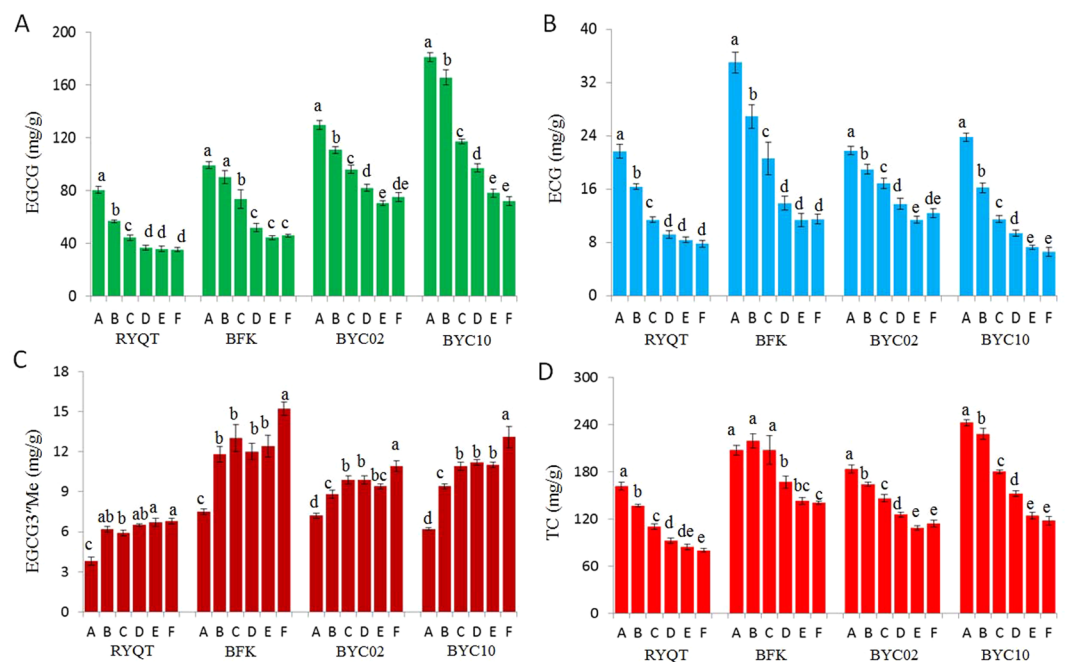 A
EGCG (mg/g)
200
160
120
80
40
0
a b c d d d
a a b d e e
a b c d e de
a b c d e e
A B C D E F A B C D E F A B C D E F A B C D E F
RYQT BFK BYC02 BYC10
B
ECG (mg/g)
40
32
24
16
8
0
a b c d d d
a b c d d d
a b c d e d
a b c d e e
A B C D E F A B C D E F A B C D E F A B C D E F
RYQT BFK BYC02 BYC10
C
EGCG3″Me (mg/g)
18
15
12
9
6
3
0
c ab b ab a a
c b b b b a
d c b b bc a
d c b b b a
A B C D E F A B C D E F A B C D E F A B C D E F
RYQT BFK BYC02 BYC10
D
TC (mg/g)
300
240
180
120
60
0
a b c d de e
a a a b bc c
a b c d e e
a b c d e e
A B C D E F A B C D E F A B C D E F A B C D E F
RYQT BFK BYC02 BYC10